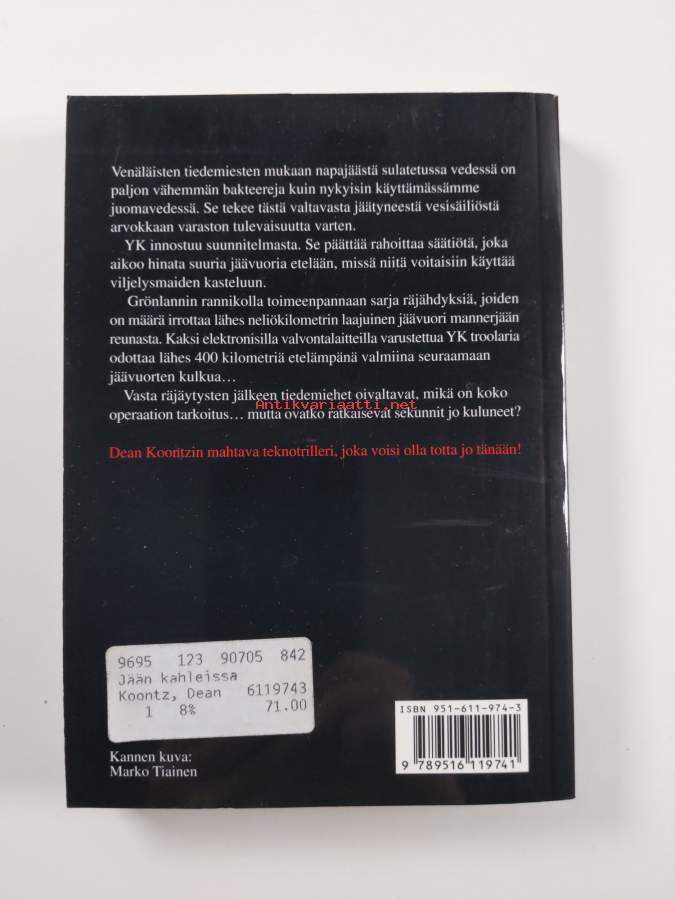 Venäläisten tiedemiesten mukaan napajäästä sulatetussa vedessä on
paljon vähemmän bakteereja kuin nykyisin käyttämässämme
juomavedessä. Se tekee tästä valtavasta jäätyneestä vesisäiliöstä
arvokkaan varaston tulevaisuutta varten.
YK innostuu suunnitelmasta. Se päättää rahoittaa säätiötä, joka
aikoo hinata suuria jäävuoria etelään, missä niitä voitaisiin käyttää
viljelysmaiden kasteluun.
Grönlannin rannikolla toimeenpannaan sarja räjähdyksiä, joiden
on määrä irrottaa lähes neliökilometrin laajuinen jäävuori mannerjään
reunasta. Kaksi elektronisilla valvontalaitteilla varustettua YK troolaria
odottaa lähes 400 kilometriä etelämpänä valmiina seuraamaan
jäävuorten kulkua…
Vasta räjäytysten jälkeen tiedemiehet oivaltavat, mikä on koko
operaation tarkoitus… mutta ovatko ratkaisevat sekunnit jo kuluneet?
Antikvariaatti.net
Dean Koontzin mahtava teknotrilleri, joka voisi olla totta jo tänään!
9695 123 90705 842
Jään kahleissa
Koontz, Dean 6119743
1 8% 71.00
ISBN 951-611-974-3
9 789516 119741
Kannen kuva:
Marko Tiainen